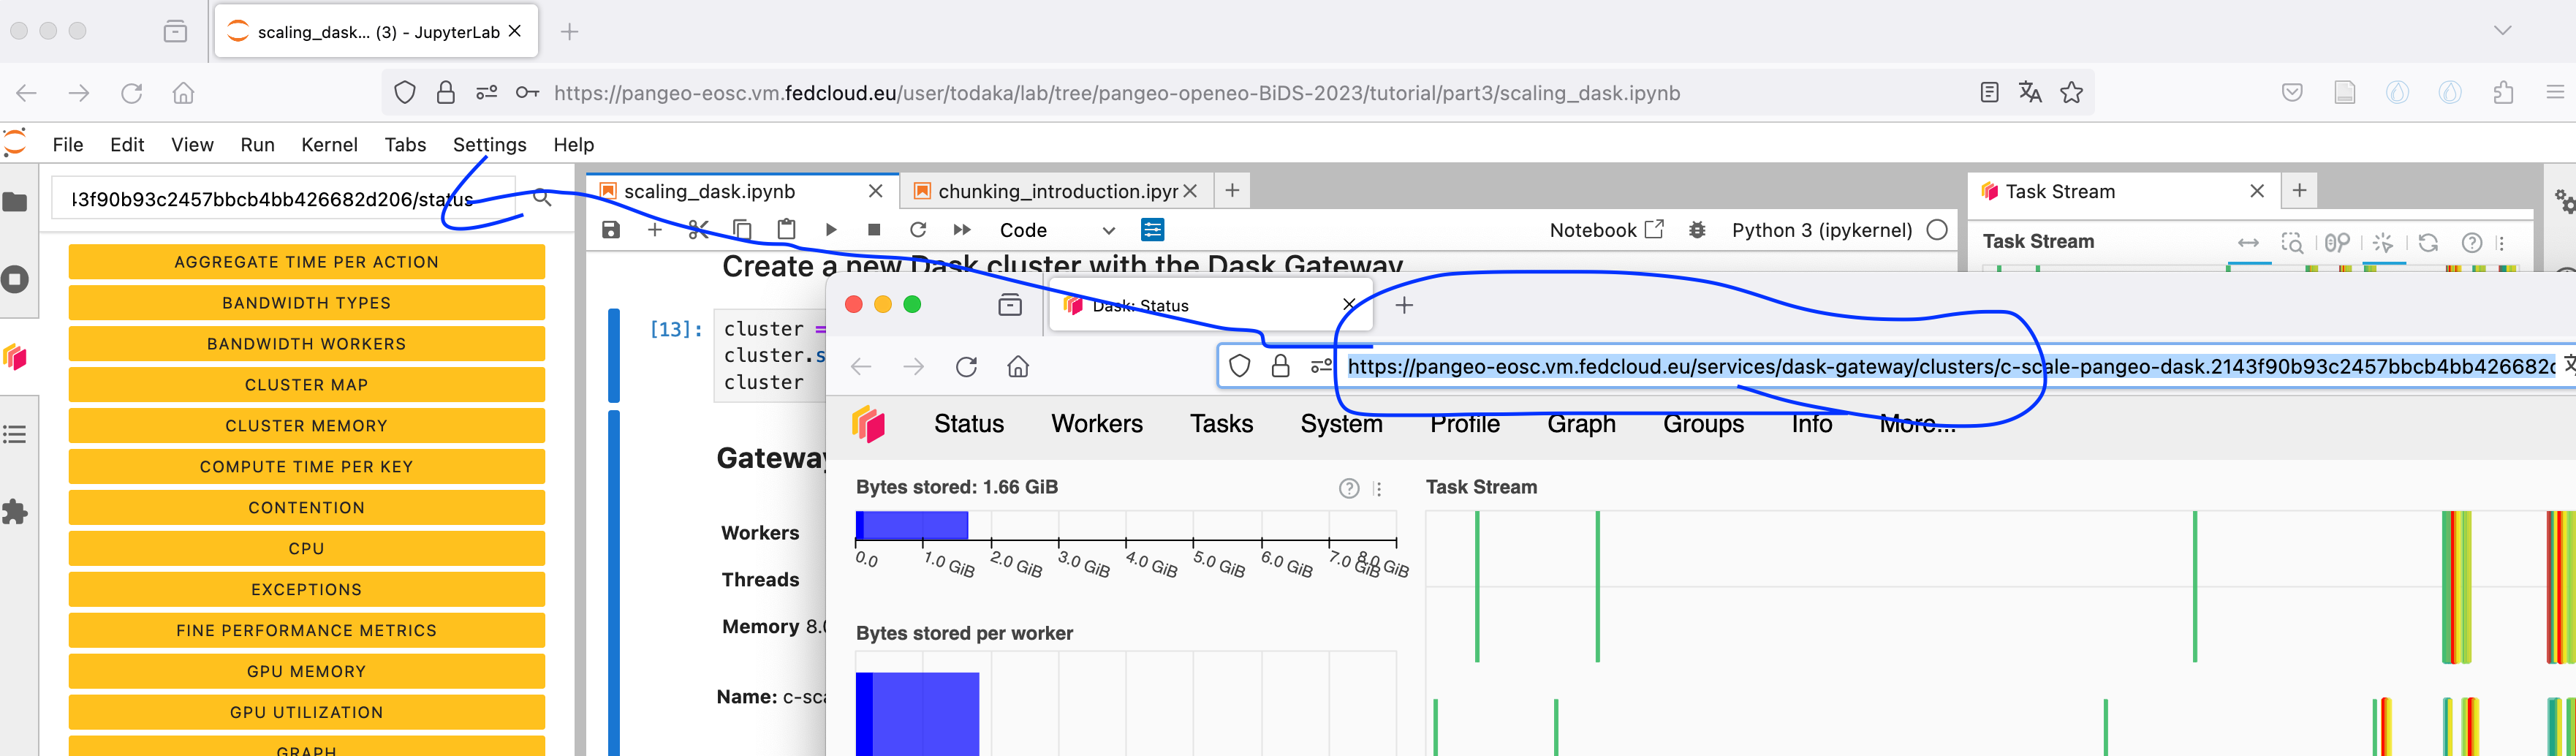 scaling_dask... (3) - JupyterLab
https://pangeo-eosc.vm.fedcloud.eu/user/todaka/lab/tree/pangeo-openeo-BiDS-2023/tutorial/part3/scaling_dask.ipynb
File Edit View Run Kernel Tabs Settings Help
3f90b93c2457bbcb4bb426682d206/status
scaling_dask.ipynb
chunking_introduction.ipyr
Task Stream
Code
Notebook
Python 3 (ipykernel)
Task Stream
AGGREGATE TIME PER ACTION
BANDWIDTH TYPES
BANDWIDTH WORKERS
CLUSTER MAP
CLUSTER MEMORY
COMPUTE TIME PER KEY
CONTENTION
CPU
EXCEPTIONS
FINE PERFORMANCE METRICS
GPU MEMORY
GPU UTILIZATION
GRAPH
Create a new Dask cluster with the Dask Gateway
[13]:
cluster =
cluster.s
cluster
Gateway
Workers
Threads
Memory 8.0
Name: c-sca
Dask: Status
https://pangeo-eosc.vm.fedcloud.eu/services/dask-gateway/clusters/c-scale-pangeo-dask.2143f90b93c2457bbcb4bb426682c
Status Workers Tasks System Profile Graph Groups Info More...
Bytes stored: 1.66 GiB
0.0 1.0 GiB 2.0 GiB 3.0 GiB 4.0 GiB 5.0 GiB 6.0 GiB 7.0 GiB 8.0 GiB
Bytes stored per worker
Task Stream